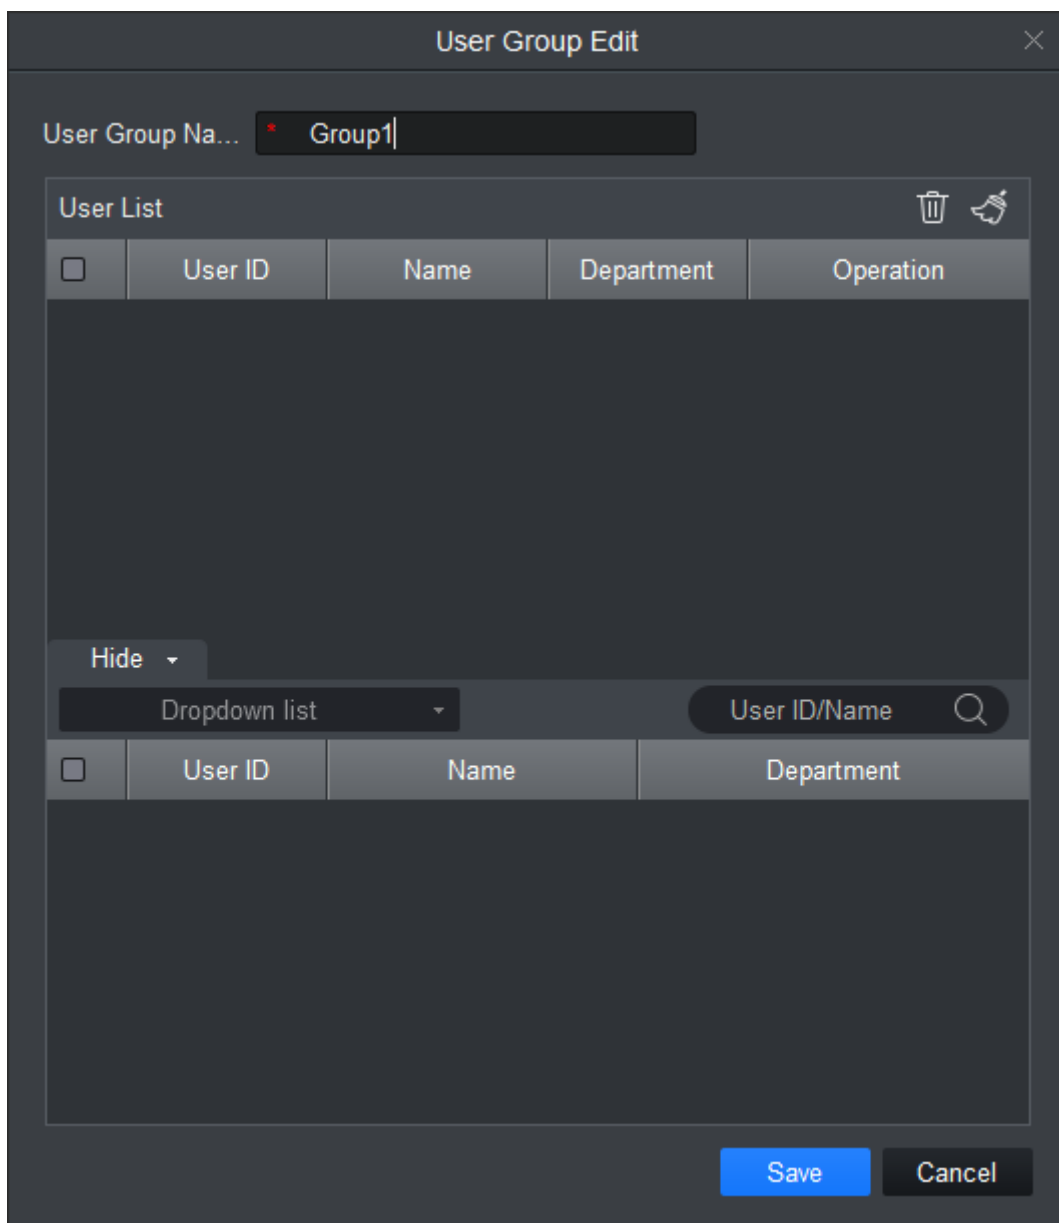 User Group Edit
User Group Na... * Group1
User List
User ID Name Department Operation
Hide
Dropdown list User ID/Name
User ID Name Department
Save Cancel